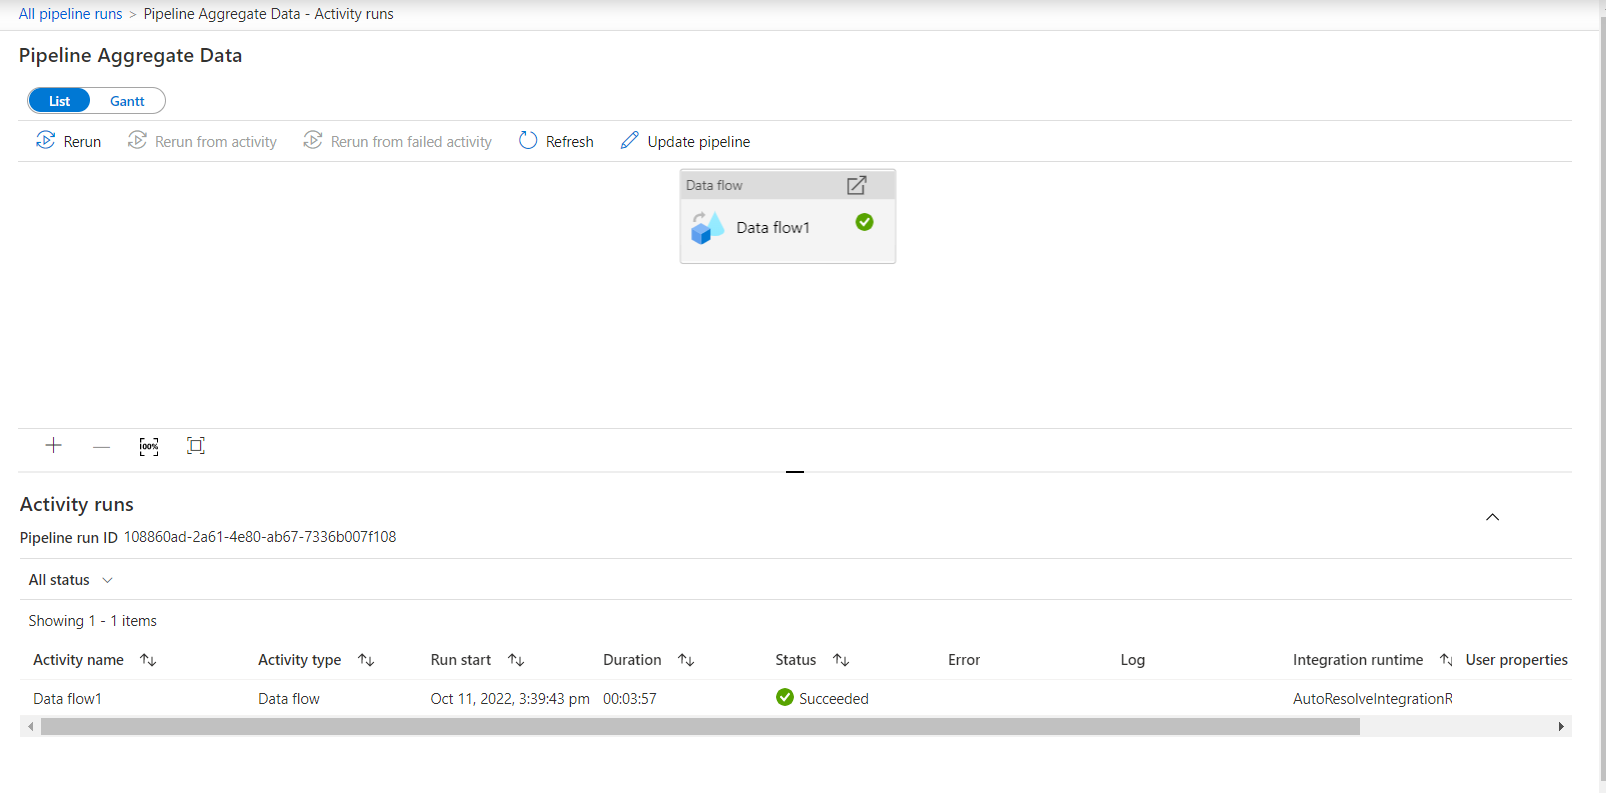 All pipeline runs > Pipeline Aggregate Data - Activity runs
Pipeline Aggregate Data
List Gantt
Rerun Rerun from activity Rerun from failed activity Refresh Update pipeline
Data flow
Data flow1
100%
Activity runs
Pipeline run ID 108860ad-2a61-4e80-ab67-7336b007f108
All status
Showing 1 - 1 items
Activity name Activity type Run start Duration Status Error Log Integration runtime User properties
Data flow1 Data flow Oct 11, 2022, 3:39:43 pm 00:03:57 Succeeded AutoResolveIntegrationR